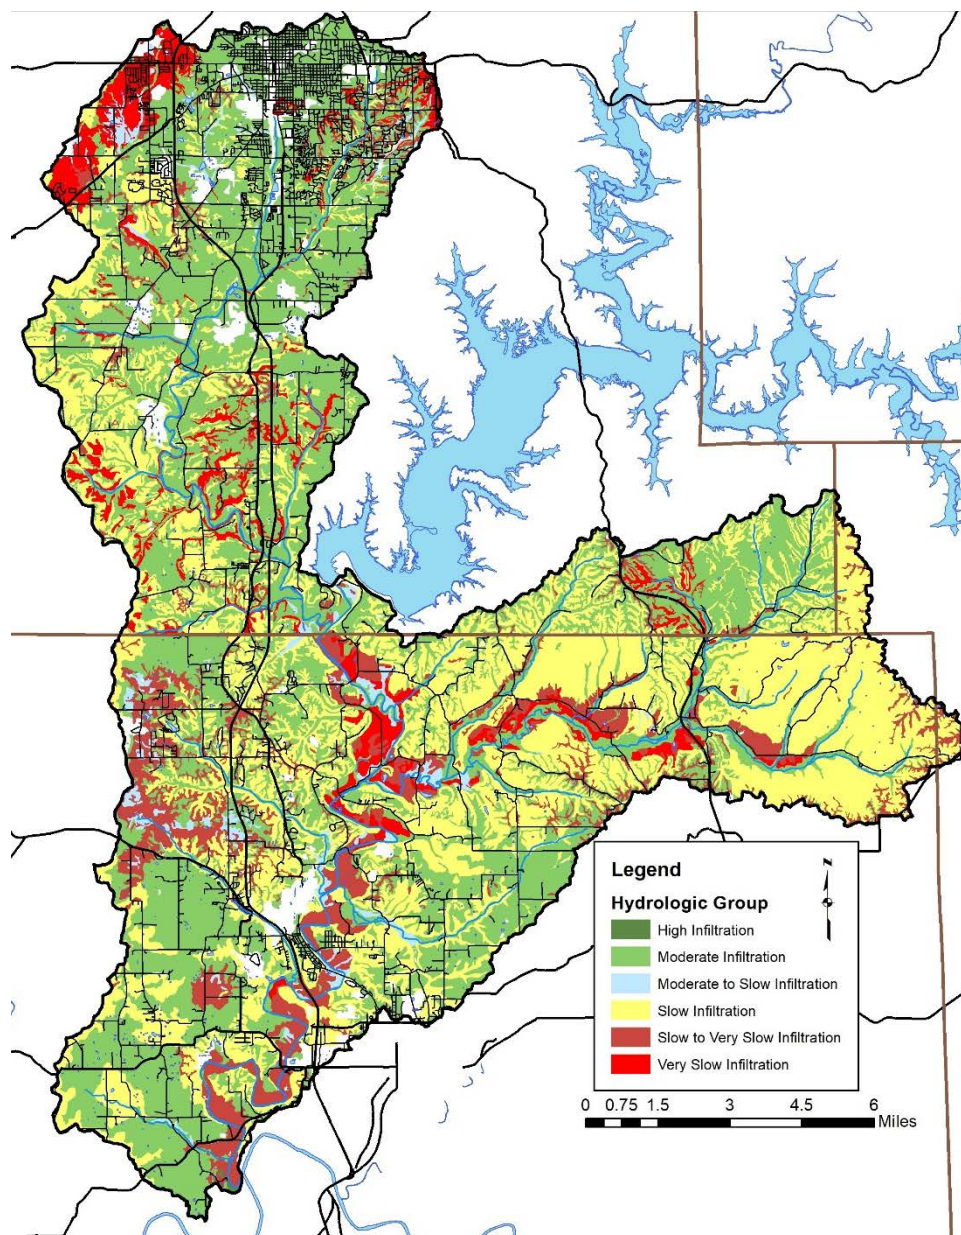 Legend
N
Hydrologic Group
High Infiltration
Moderate Infiltration
Moderate to Slow Infiltration
Slow Infiltration
Slow to Very Slow Infiltration
Very Slow Infiltration
0 0.75 1.5 3 4.5 6
Miles